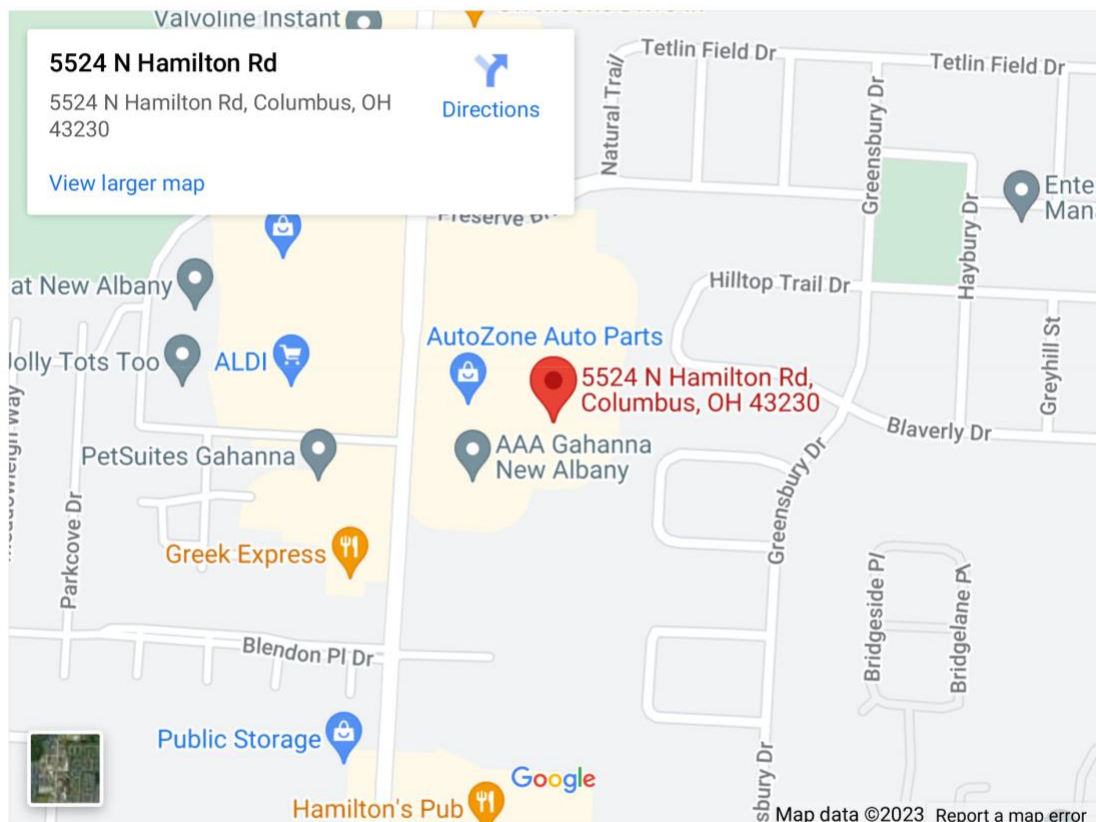 Valvoline Instant
5524 N Hamilton Rd
5524 N Hamilton Rd, Columbus, OH
43230
Directions
View larger map
Tetlin Field Dr
Tetlin Field Dr
Natural Trail
Greensbury Dr
Haybury Dr
Ente
Mana
at New Albany
Hilltop Trail Dr
Greyhill St
Jolly Tots Too
ALDI
AutoZone Auto Parts
5524 N Hamilton Rd,
Columbus, OH 43230
Blaverly Dr
PetSuites Gahanna
AAA Gahanna
New Albany
Greensbury Dr
Parkcove Dr
Greek Express
Bridgeside Pl
Bridgelane Pl
Blendon Pl Dr
Public Storage
Google
Hamilton's Pub
sbury Dr
Map data ©2023
Report a map error